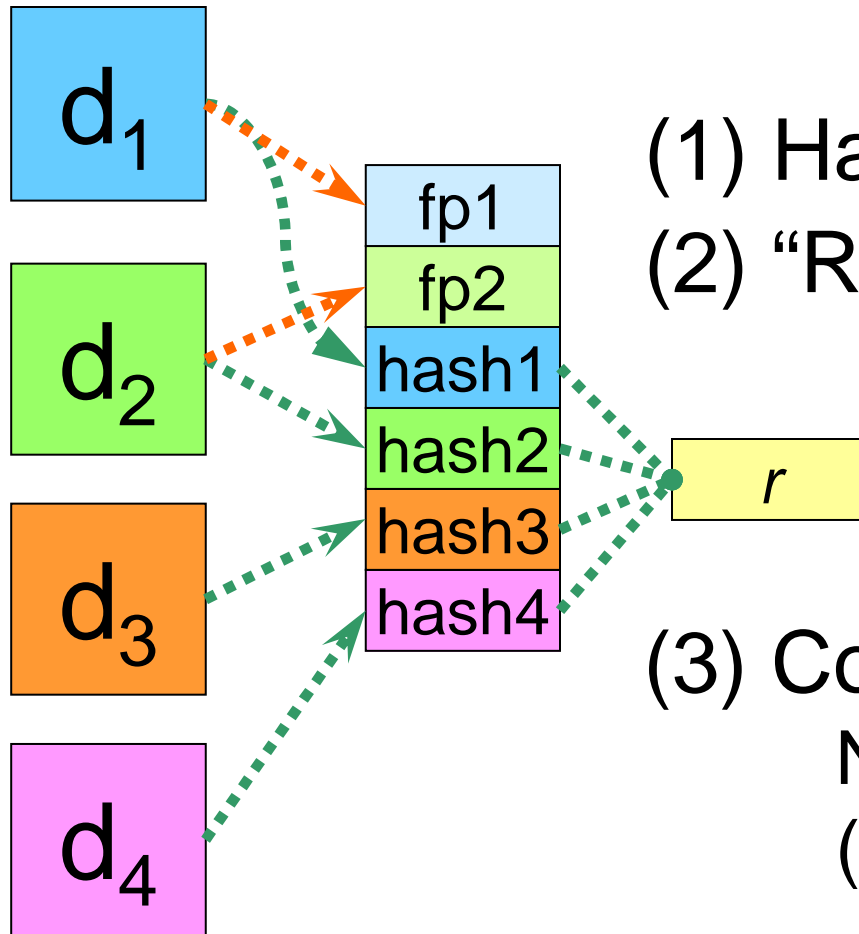 d1
d2
d3
d4
fp1
fp2
hash1
hash2
hash3
hash4
(1) Ha
(2) “R
r
(3) Co
N
(